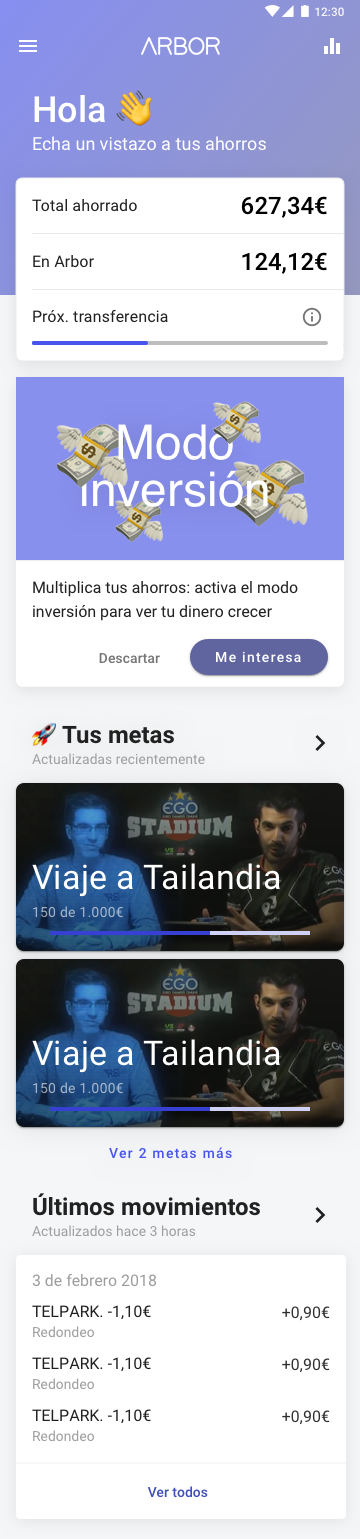 12:30
ARBOR
Hola 👋
Echa un vistazo a tus ahorros
Total ahorrado 627,34€
En Arbor 124,12€
Próx. transferencia
Modo
inversión
Multiplica tus ahorros: activa el modo
inversión para ver tu dinero crecer
Descartar Me interesa
🚀 Tus metas
Actualizadas recientemente
EGO
STADIUM
Viaje a Tailandia
150 de 1.000€
EGO
STADIUM
Viaje a Tailandia
150 de 1.000€
Ver 2 metas más
Últimos movimientos
Actualizados hace 3 horas
3 de febrero 2018
TELPARK. -1,10€ +0,90€
Redondeo
TELPARK. -1,10€ +0,90€
Redondeo
TELPARK. -1,10€ +0,90€
Redondeo
Ver todos